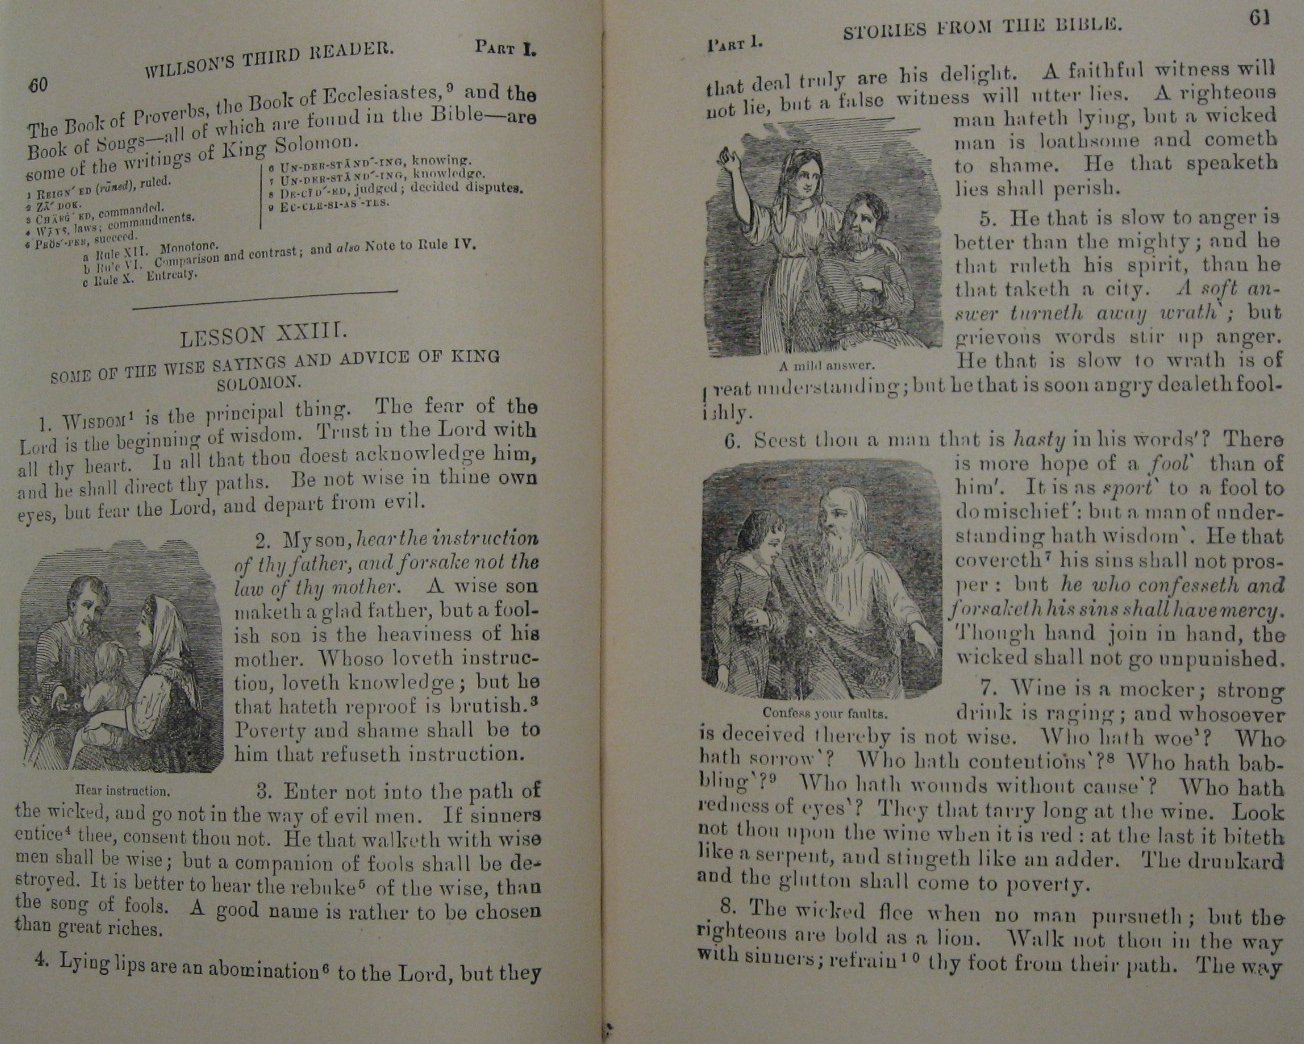 60
WILLSON'S THIRD READER.
PART I.
The Book of Proverbs, the Book of Ecclesiastes,⁹ and the
Book of Songs—all of which are found in the Bible—are
some of the writings of King Solomon.
1 REIGN´ED (rāned), ruled.
2 ZĀ´DOK.
3 CHÄRG´ED, commanded.
4 WĀYS, laws; commandments.
5 PRŎS´-PER, succeed.
6 UN-DER-STĂND´-ING, knowing.
7 UN-DER-STĂND´-ING, knowledge.
8 DE-CĪD´-ED, judged; decided disputes.
9 EC-CLE-SI-AS´-TES.
a Rule XII. Monotone.
b Rule VI. Comparison and contrast; and also Note to Rule IV.
c Rule X. Entreaty.
LESSON XXIII.
SOME OF THE WISE SAYINGS AND ADVICE OF KING
SOLOMON.
1. WISDOM¹ is the principal thing. The fear of the
Lord is the beginning of wisdom. Trust in the Lord with
all thy heart. In all that thou doest acknowledge him,
and he shall direct thy paths. Be not wise in thine own
eyes, but fear the Lord, and depart from evil.
2. My son, hear the instruction
of thy father, and forsake not the
law of thy mother. A wise son
maketh a glad father, but a fool-
ish son is the heaviness of his
mother. Whoso loveth instruc-
tion, loveth knowledge; but he
that hateth reproof is brutish.³
Poverty and shame shall be to
him that refuseth instruction.
Hear instruction.
3. Enter not into the path of
the wicked, and go not in the way of evil men. If sinners
entice⁴ thee, consent thou not. He that walketh with wise
men shall be wise; but a companion of fools shall be de-
stroyed. It is better to hear the rebuke⁵ of the wise, than
the song of fools. A good name is rather to be chosen
than great riches.
4. Lying lips are an abomination⁶ to the Lord, but they
PART I.
STORIES FROM THE BIBLE.
61
that deal truly are his delight. A faithful witness will
not lie, but a false witness will utter lies. A righteous
man hateth lying, but a wicked
man is loathsome and cometh
to shame. He that speaketh
lies shall perish.
5. He that is slow to anger is
better than the mighty; and he
that ruleth his spirit, than he
that taketh a city. A soft an-
swer turneth away wrath`; but
grievous words stir up anger.
He that is slow to wrath is of
A mild answer.
great understanding; but he that is soon angry dealeth fool-
ishly.
6. Seest thou a man that is hasty in his words'? There
is more hope of a fool` than of
him'. It is as sport` to a fool to
do mischief': but a man of under-
standing hath wisdom`. He that
covereth⁷ his sins shall not pros-
per: but he who confesseth and
forsaketh his sins shall have mercy.
Though hand join in hand, the
wicked shall not go unpunished.
7. Wine is a mocker; strong
Confess your faults.
drink is raging; and whosoever
is deceived thereby is not wise. Who hath woe`? Who
hath sorrow`? Who hath contentions`?⁸ Who hath bab-
bling`?⁹ Who hath wounds without cause`? Who hath
redness of eyes`? They that tarry long at the wine. Look
not thou upon the wine when it is red: at the last it biteth
like a serpent, and stingeth like an adder. The drunkard
and the glutton shall come to poverty.
8. The wicked flee when no man pursueth; but the
righteous are bold as a lion. Walk not thou in the way
with sinners; refrain¹⁰ thy foot from their path. The way